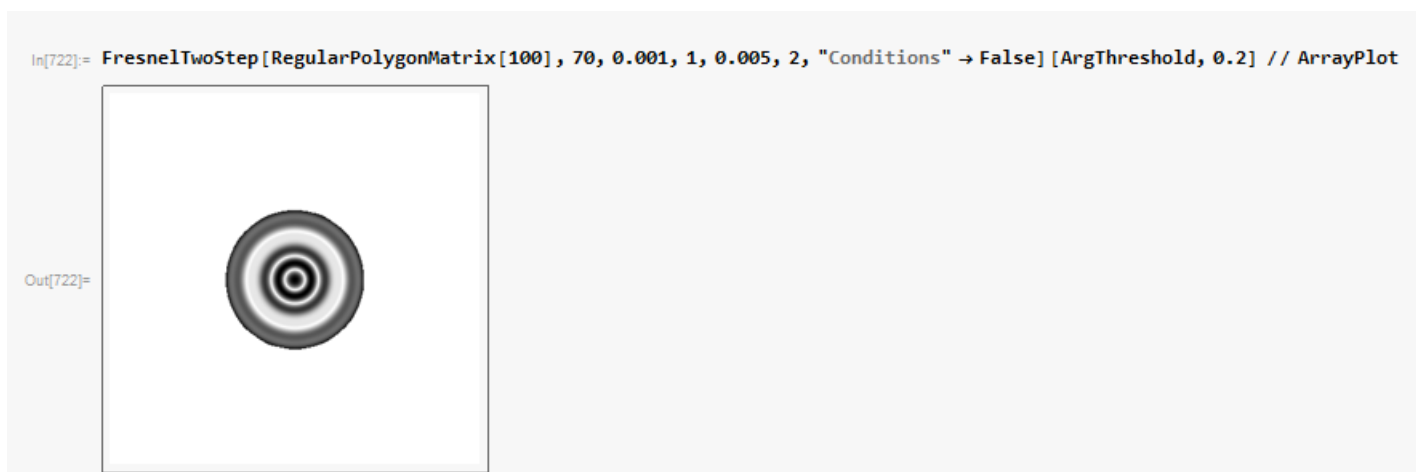 In[722]:= FresnelTwoStep[RegularPolygonMatrix[100], 70, 0.001, 1, 0.005, 2, "Conditions" → False][ArgThreshold, 0.2] // ArrayPlot
Out[722]=